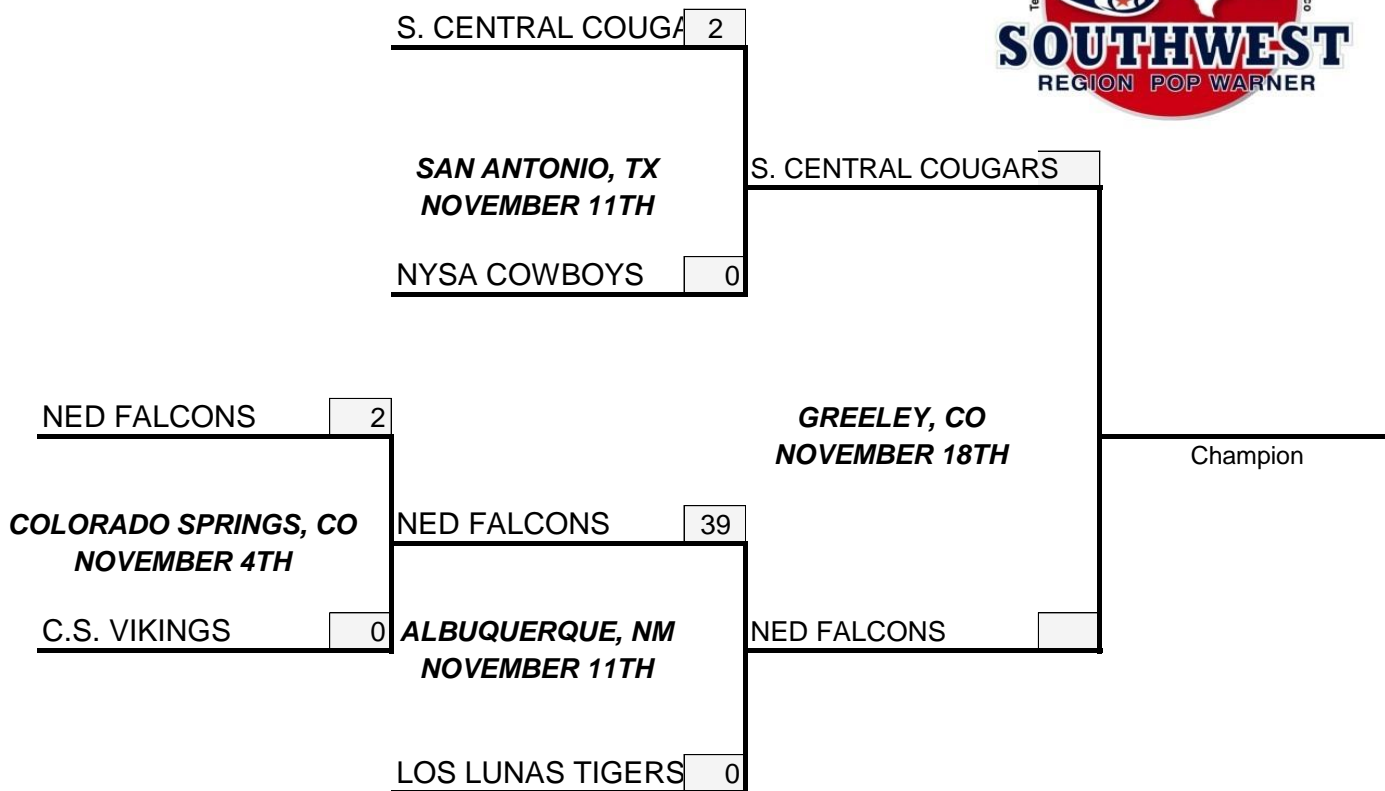 S. CENTRAL COUGA 2
SOUTHWEST
REGION POP WARNER
SAN ANTONIO, TX
NOVEMBER 11TH
S. CENTRAL COUGARS
NYSA COWBOYS 0
NED FALCONS 2
GREELEY, CO
NOVEMBER 18TH
Champion
COLORADO SPRINGS, CO
NOVEMBER 4TH
NED FALCONS 39
C.S. VIKINGS 0
ALBUQUERQUE, NM
NOVEMBER 11TH
NED FALCONS
LOS LUNAS TIGERS 0